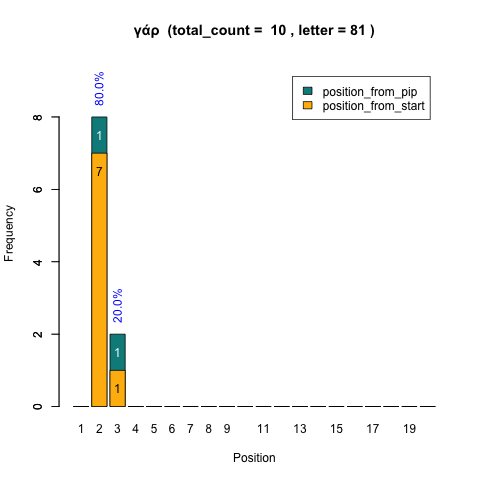 γάρ (total_count = 10 , letter = 81 )
80.0%
position_from_pip
position_from_start
8
1
7
6
Frequency
4
20.0%
2
1
1
0
1 2 3 4 5 6 7 8 9 11 13 15 17 19
Position